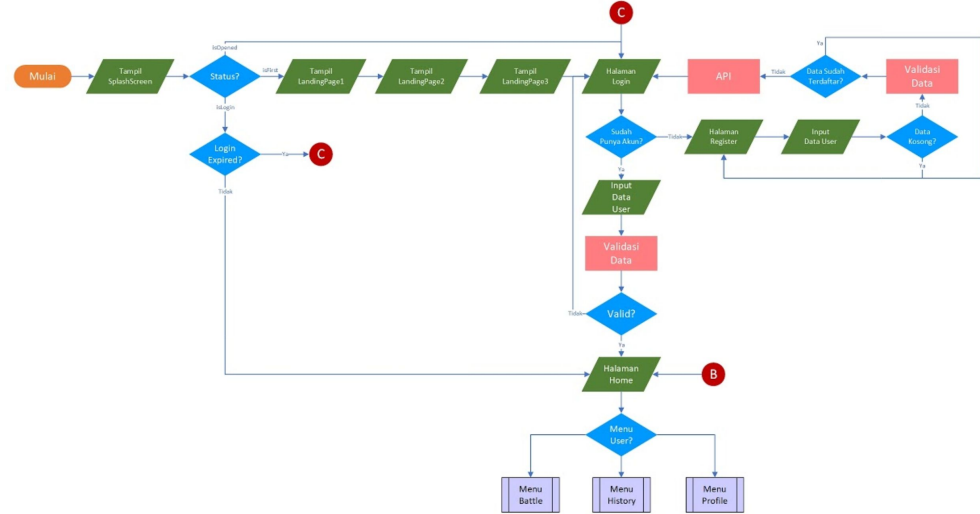 C
IsOpened
Ya
Mulai
Tampil
SplashScreen
Status?
IsFirst
Tampil
LandingPage1
Tampil
LandingPage2
Tampil
LandingPage3
Halaman
Login
API
Tidak
Data Sudah
Terdaftar?
Validasi
Data
IsLogin
Tidak
Login
Expired?
Ya
C
Sudah
Punya Akun?
Tidak
Halaman
Register
Input
Data User
Data
Kosong?
Ya
Ya
Tidak
Input
Data
User
Validasi
Data
Tidak
Valid?
Ya
Halaman
Home
B
Menu
User?
Menu
Battle
Menu
History
Menu
Profile